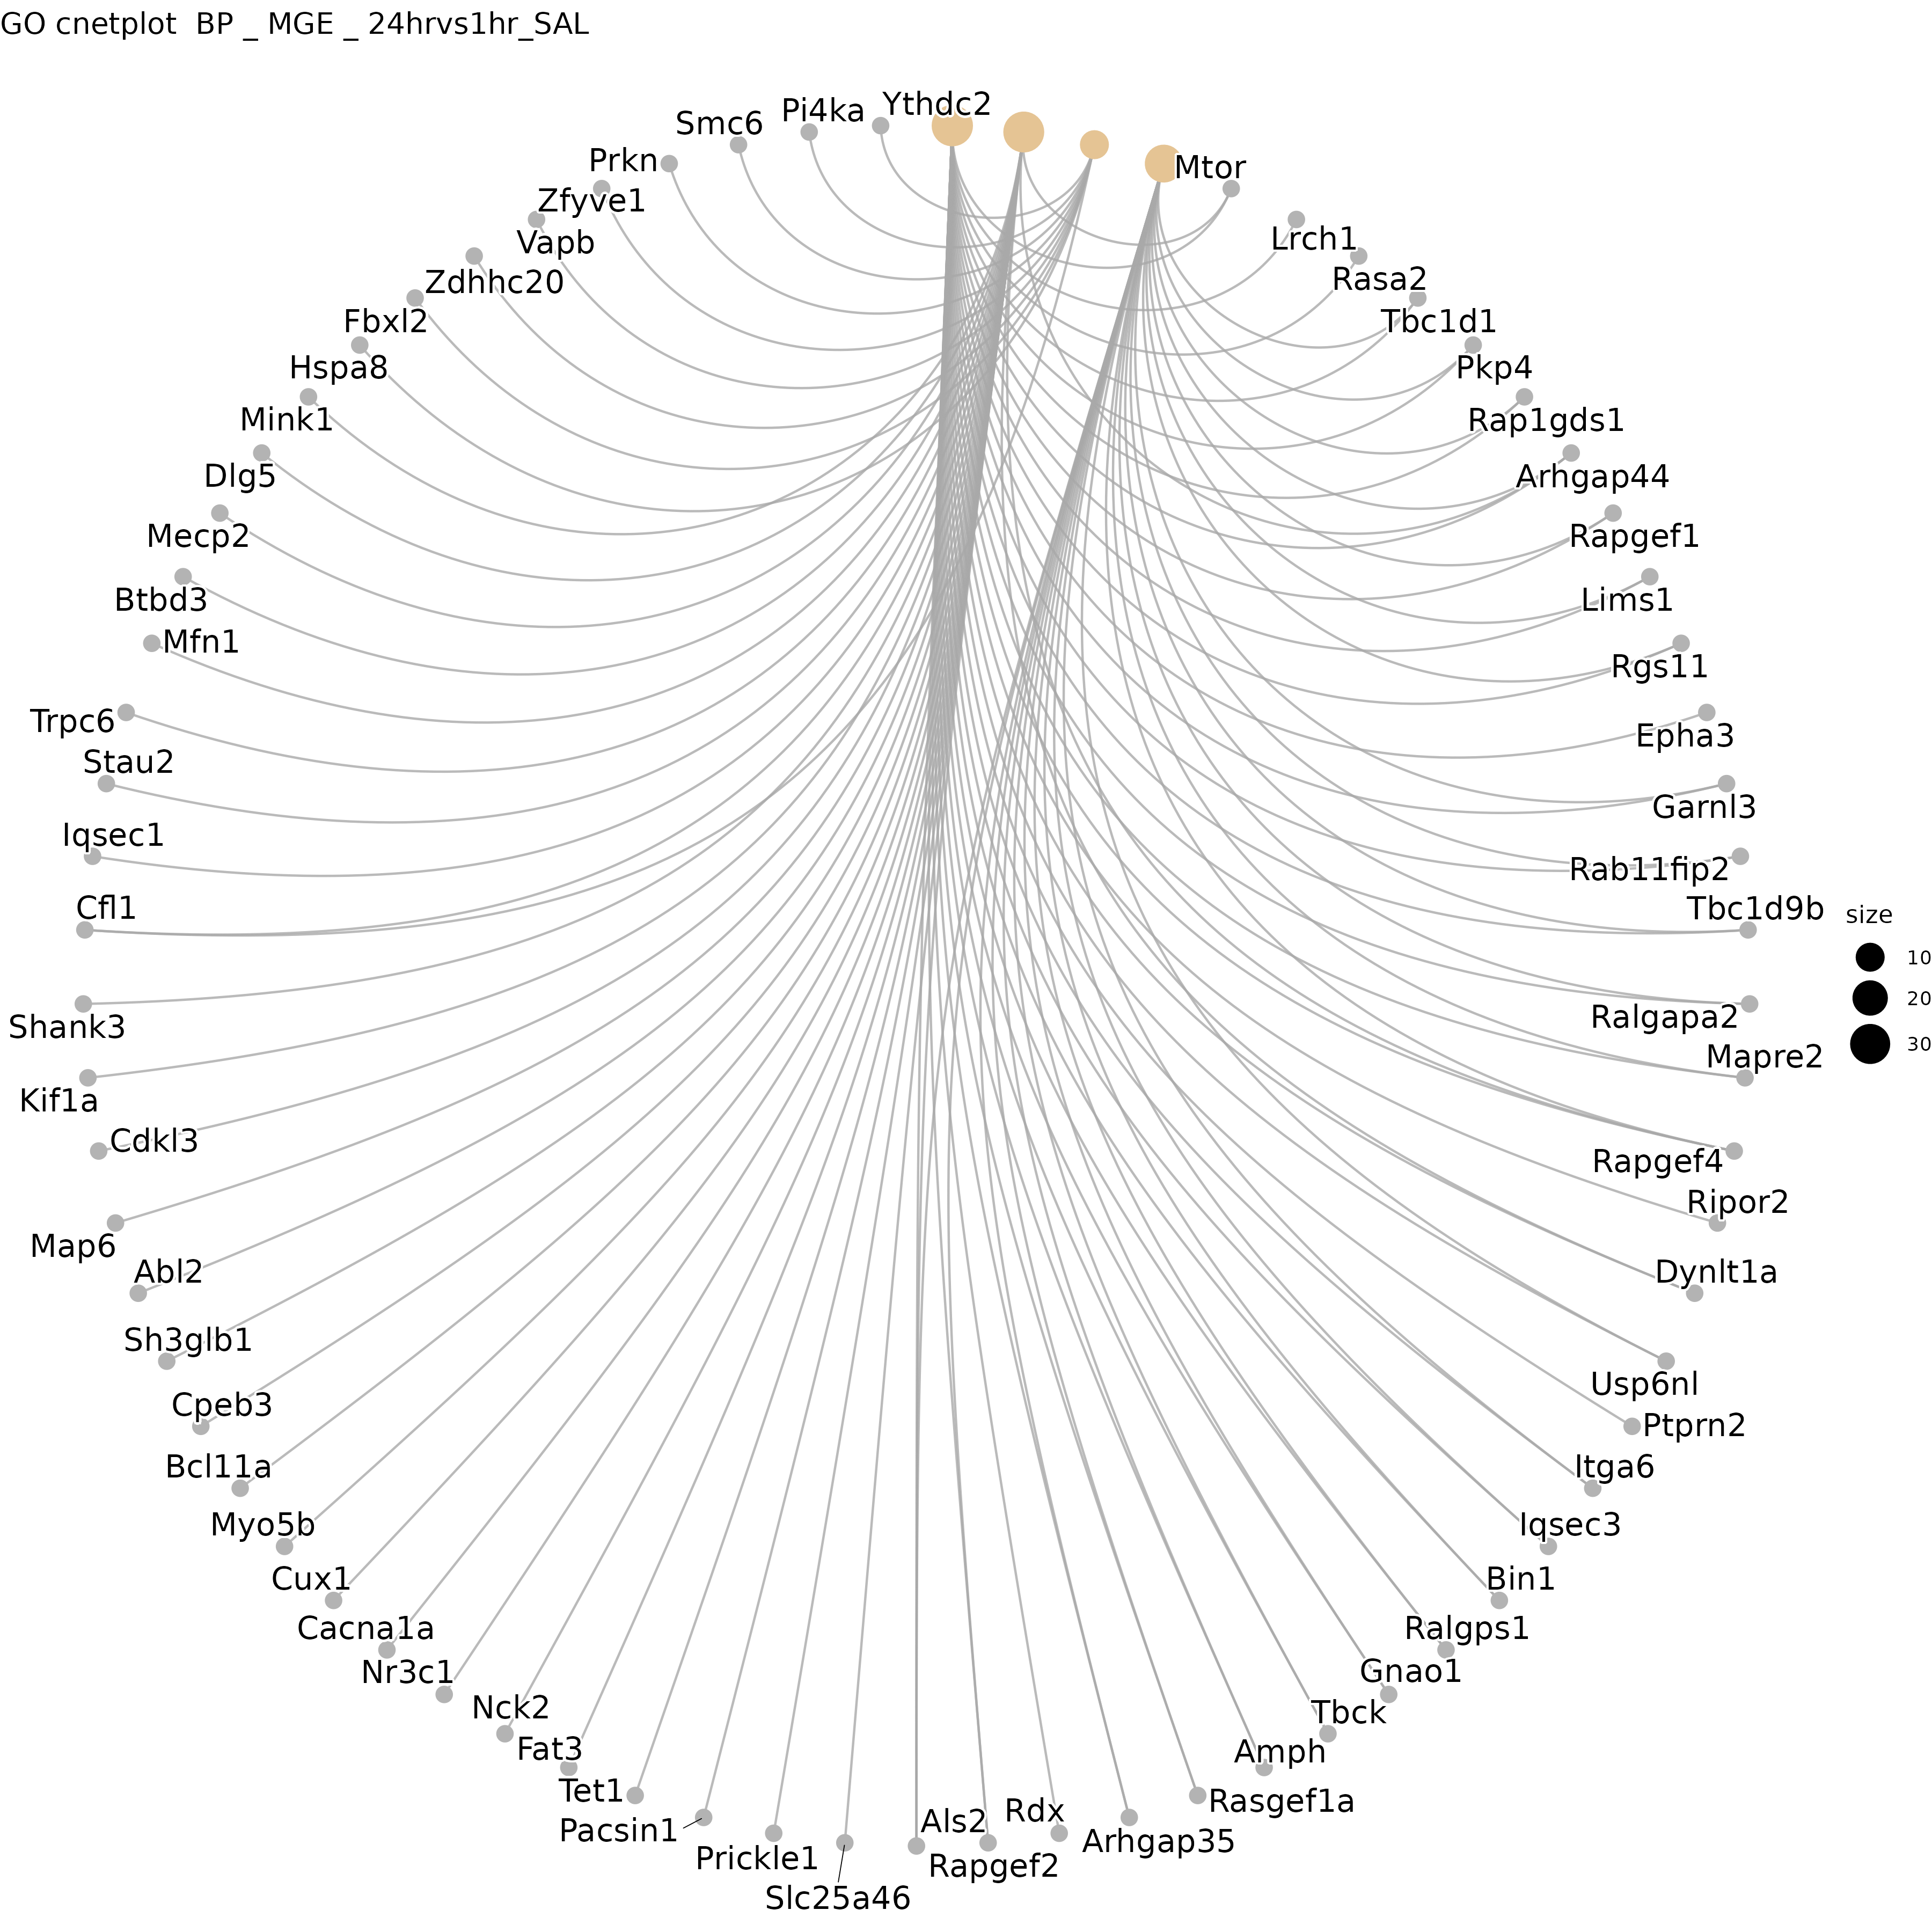 GO cnetplot  BP _ MGE _ 24hrvs1hr_SAL
Ythdc2
Pi4ka
Smc6
Prkn
Mtor
Zfyve1
Vapb
Lrch1
Rasa2
Zdhhc20
Fbxl2
Tbc1d1
Hspa8
Pkp4
Mink1
Rap1gds1
Dlg5
Arhgap44
Mecp2
Rapgef1
Btbd3
Lims1
Mfn1
Rgs11
Trpc6
Epha3
Stau2
Garnl3
Iqsec1
Rab11fip2
Cfl1
Tbc1d9b
size
10
20
30
Shank3
Ralgapa2
Mapre2
Kif1a
Cdkl3
Rapgef4
Ripor2
Map6
Abl2
Dynlt1a
Sh3glb1
Usp6nl
Cpeb3
Ptprn2
Bcl11a
Itga6
Myo5b
Iqsec3
Cux1
Bin1
Cacna1a
Ralgps1
Nr3c1
Gnao1
Nck2
Tbck
Fat3
Amph
Tet1
Rasgef1a
Pacsin1
Als2
Rdx
Arhgap35
Prickle1
Rapgef2
Slc25a46